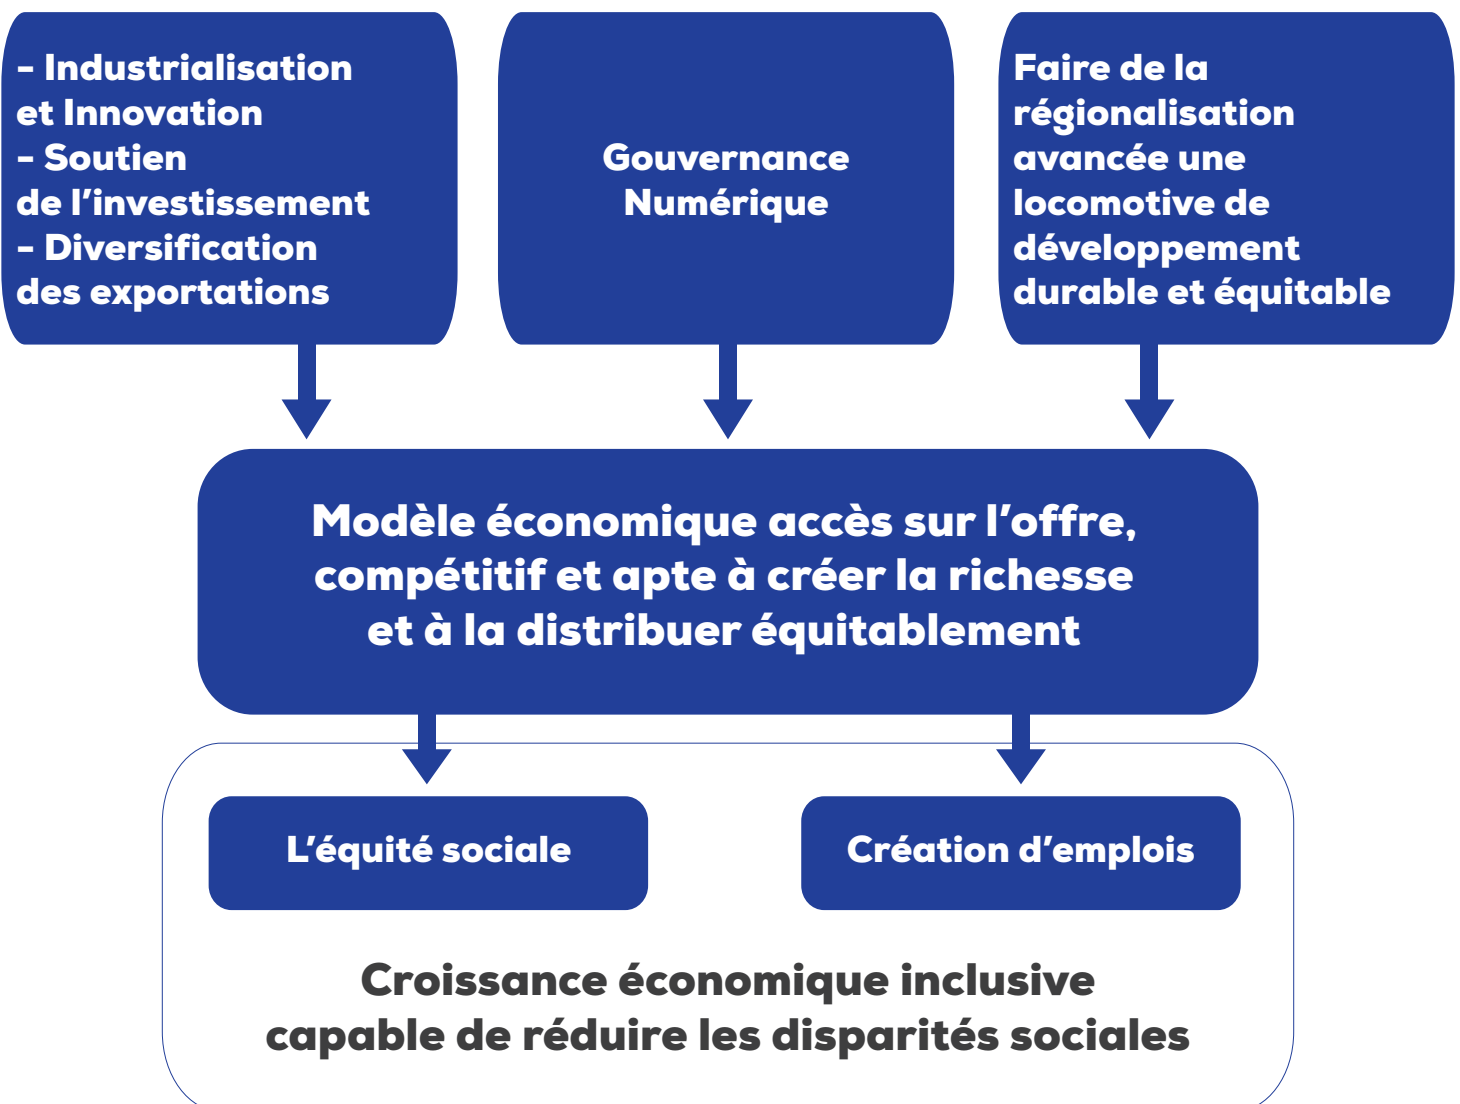 – Industrialisation
et Innovation
– Soutien
de l’investissement
– Diversification
des exportations
Gouvernance
Numérique
Faire de la
régionalisation
avancée une
locomotive de
développement
durable et équitable
Modèle économique accès sur l’offre,
compétitif et apte à créer la richesse
et à la distribuer équitablement
L’équité sociale
Création d’emplois
Croissance économique inclusive
capable de réduire les disparités sociales